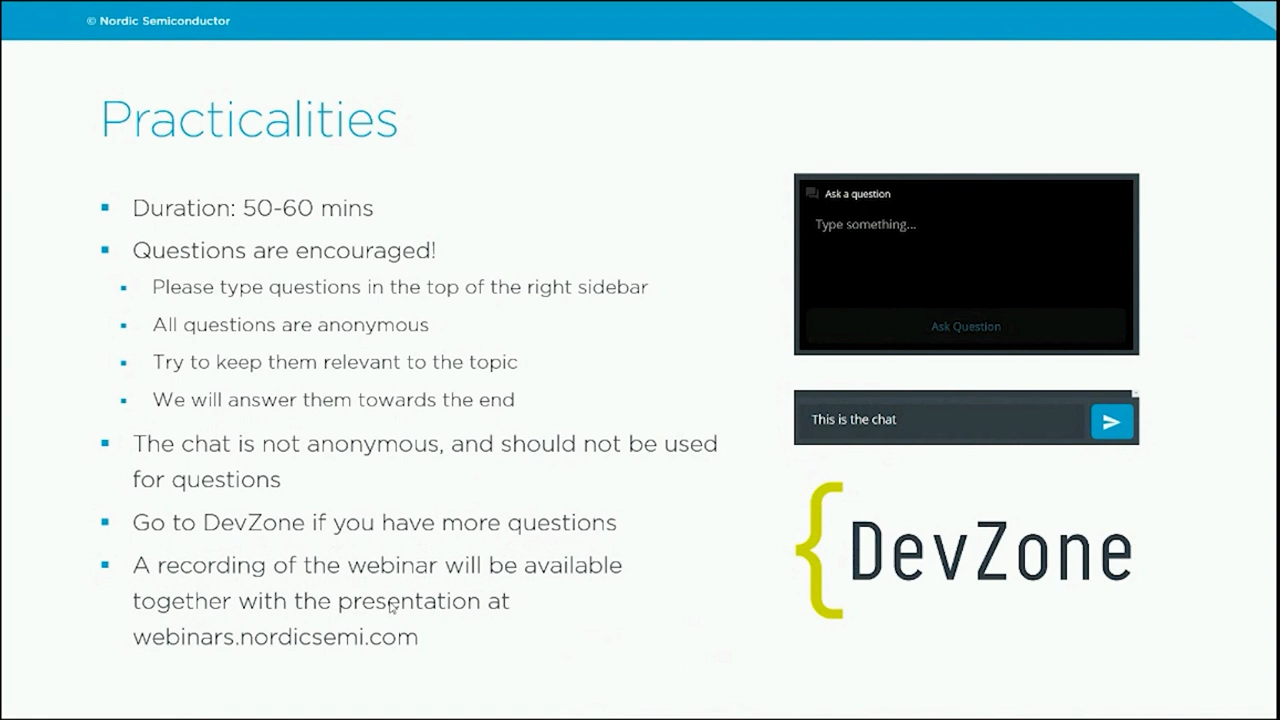 © Nordic Semiconductor
Practicalities
Duration: 50-60 mins
Questions are encouraged!
Please type questions in the top of the right sidebar
All questions are anonymous
Try to keep them relevant to the topic
We will answer them towards the end
The chat is not anonymous, and should not be used
for questions
Go to DevZone if you have more questions
A recording of the webinar will be available
together with the presentation at
webinars.nordicsemi.com
Ask a question
Type something...
Ask Question
This is the chat
{DevZone